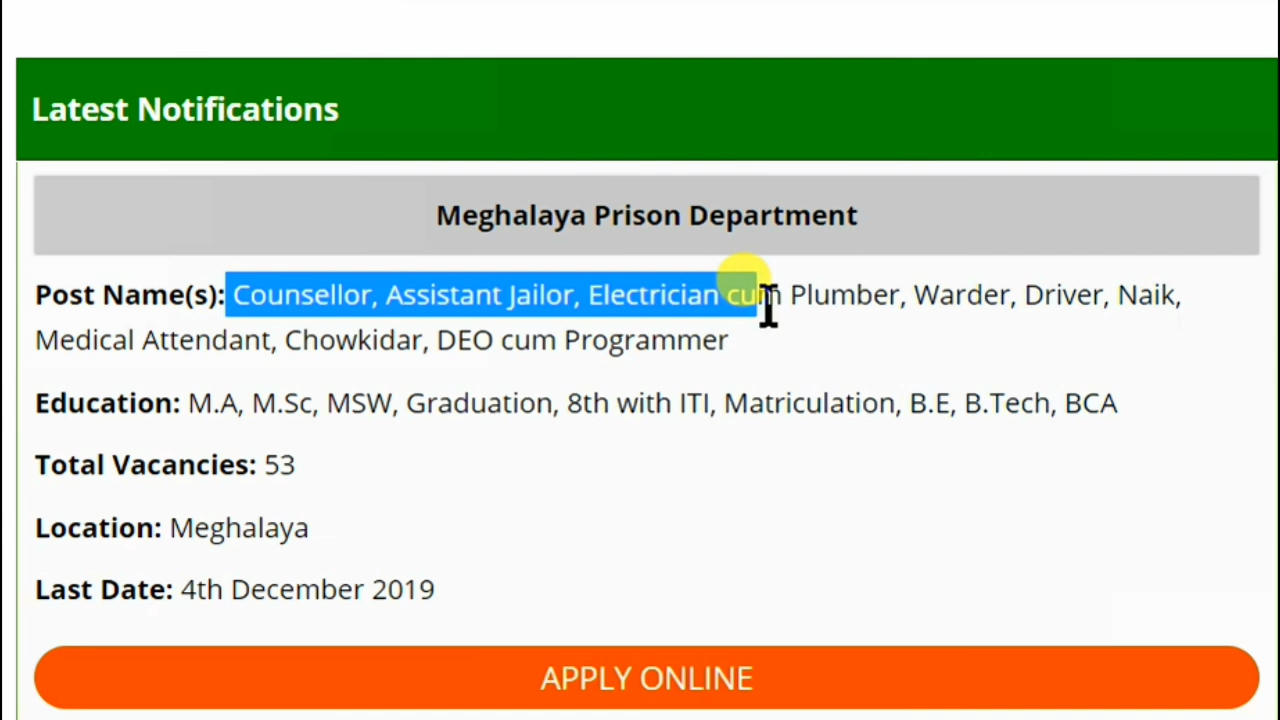 Latest Notifications
Meghalaya Prison Department
Post Name(s): Counsellor, Assistant Jailor, Electrician cum Plumber, Warder, Driver, Naik,
Medical Attendant, Chowkidar, DEO cum Programmer
Education: M.A, M.Sc, MSW, Graduation, 8th with ITI, Matriculation, B.E, B.Tech, BCA
Total Vacancies: 53
Location: Meghalaya
Last Date: 4th December 2019
APPLY ONLINE